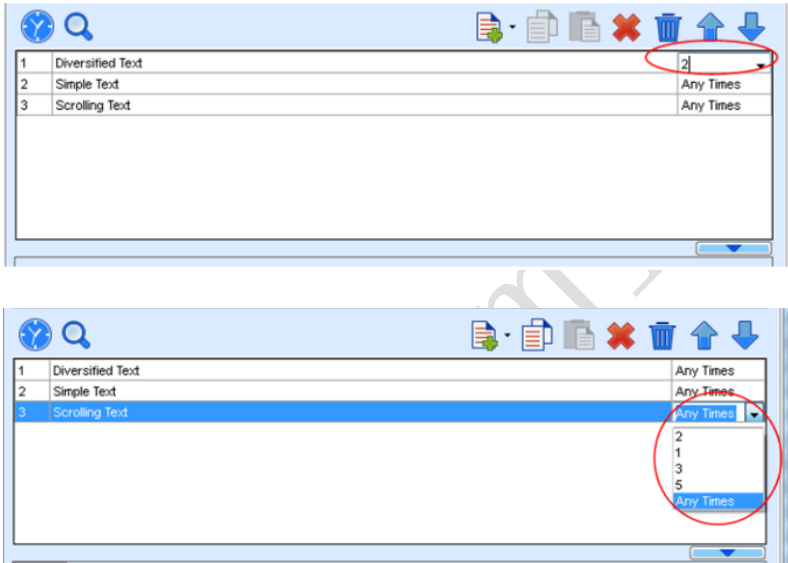 1 Diversified Text 2
2 Simple Text Any Times
3 Scrolling Text Any Times
1 Diversified Text Any Times
2 Simple Text Any Times
3 Scrolling Text Any Times
2
1
3
5
Any Times